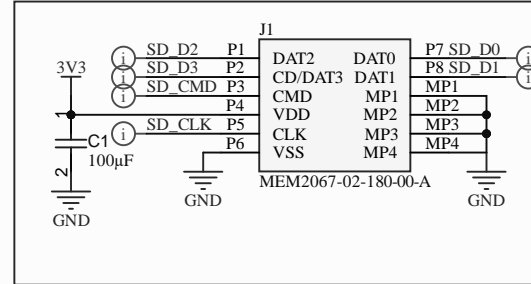 J1
SD_D2 P1 DAT2 DAT0 P7 SD_D0
3V3 SD_D3 P2 CD/DAT3 DAT1 P8 SD_D1
SD_CMD P3 CMD MP1 MP1
P4 VDD MP2 MP2
1 C1 SD_CLK P5 CLK MP3 MP3
100µF P6 VSS MP4 MP4
2 MEM2067-02-180-00-A
GND GND GND
i
i
i
i
i
i